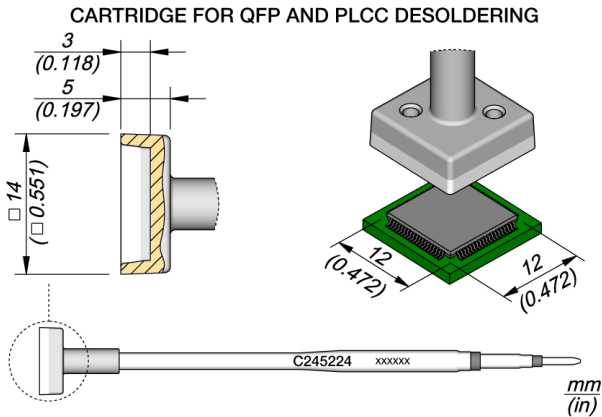 CARTRIDGE FOR QFP AND PLCC DESOLDERING
3
(0.118)
5
(0.197)
□ 14
(□ 0.551)
12
(0.472)
12
(0.472)
C245224 xxxxxx
mm
(in)